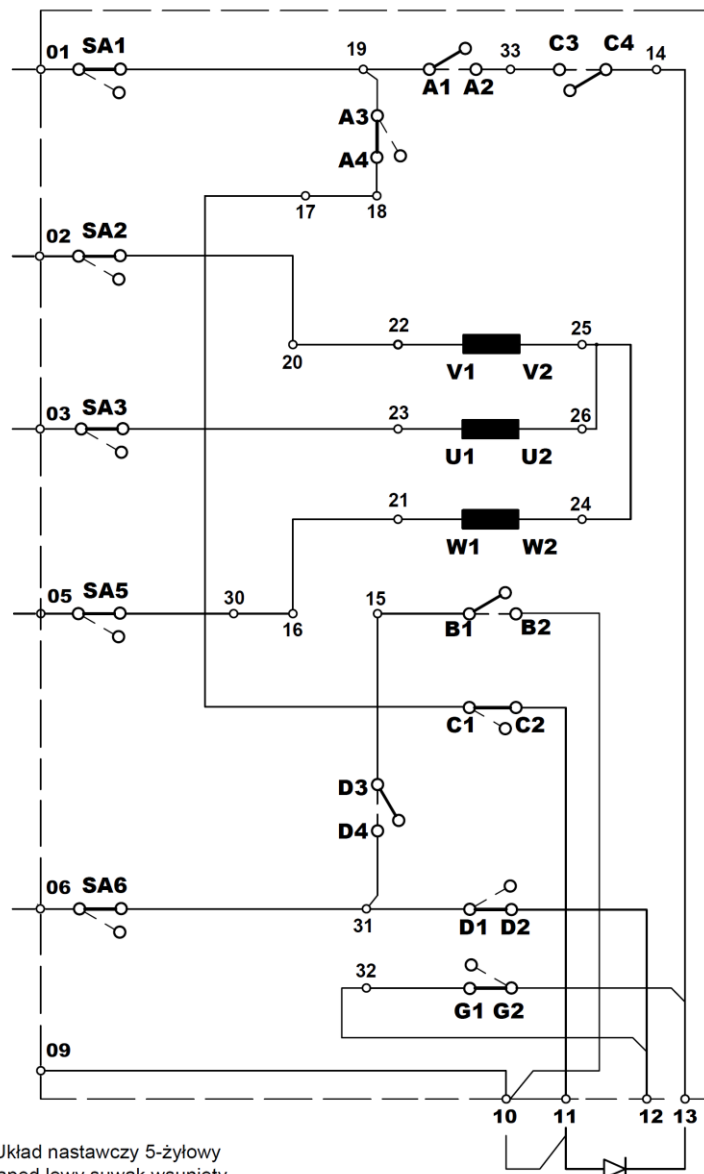 01 SA1 19 A1 A2 33 C3 C4 14
A3
A4
17 18
02 SA2
20 22 V1 V2 25
03 SA3 23 U1 U2 26
21 W1 W2 24
05 SA5 30 16 15 B1 B2
C1 C2
D3
D4
06 SA6 31 D1 D2
32 G1 G2
09
10 11 12 13
Układ nastawczy 5-żyłowy
lewy suwak wsunięty